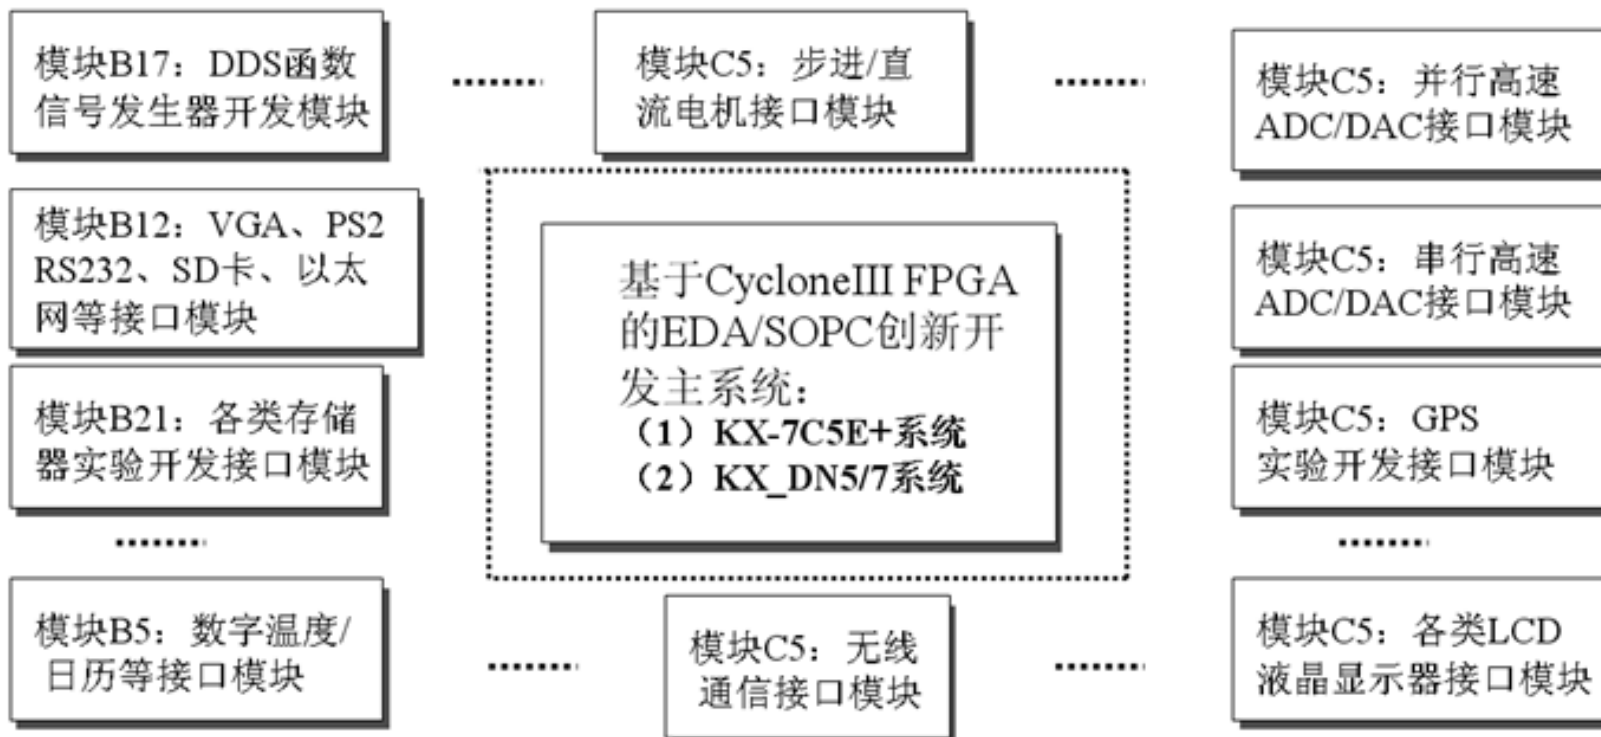 模块B17：DDS函数
信号发生器开发模块
模块C5：步进/直
流电机接口模块
模块C5：并行高速
ADC/DAC接口模块
模块B12：VGA、PS2
RS232、SD卡、以太
网等接口模块
基于CycloneIII FPGA
的EDA/SOPC创新开
发主系统：
（1）KX-7C5E+系统
（2）KX_DN5/7系统
模块C5：串行高速
ADC/DAC接口模块
模块B21：各类存储
器实验开发接口模块
模块C5：GPS
实验开发接口模块
模块B5：数字温度/
日历等接口模块
模块C5：无线
通信接口模块
模块C5：各类LCD
液晶显示器接口模块